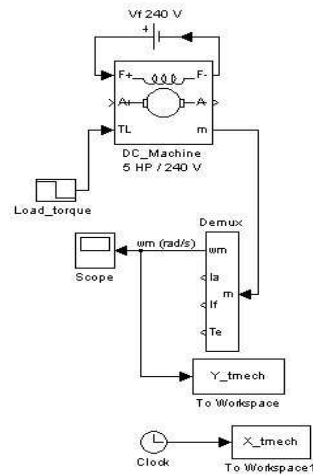 Vf 240 V
+
F+ F-
A+ A-
TL m
DC_Machine
5 HP / 240 V
Load_torque
Demux
wm (rad/s) wm
Scope
Ia
m
If
Te
Y_tmech
To Workspace
X_tmech
Clock
To Workspace1